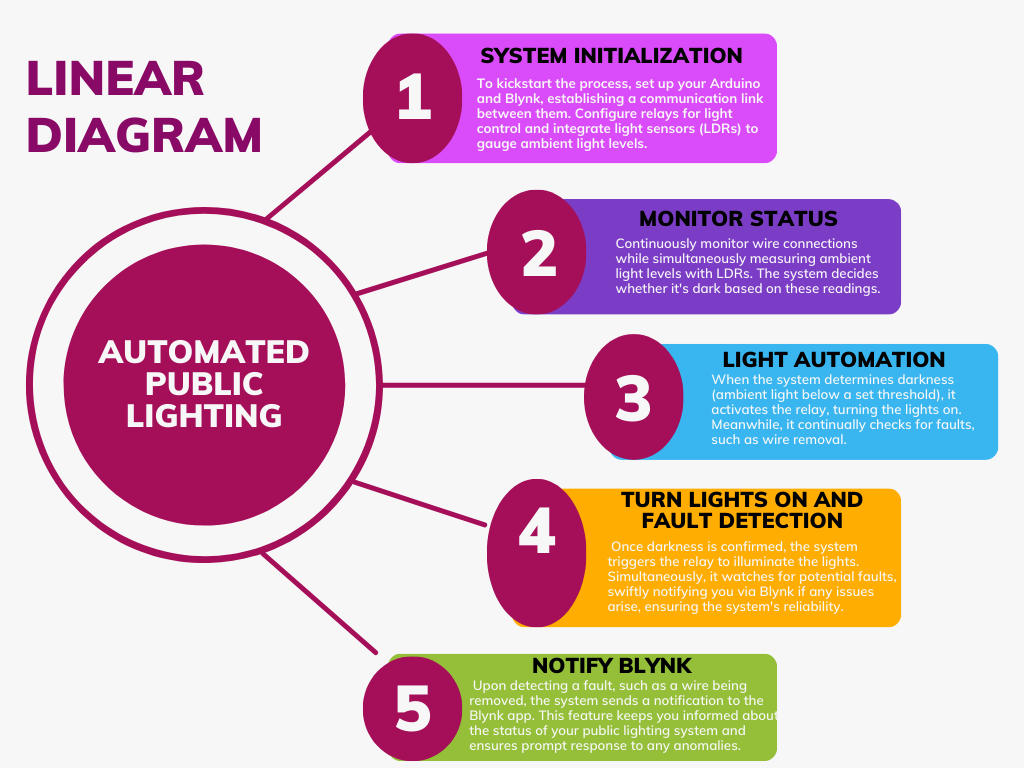 LINEAR
DIAGRAM
AUTOMATED
PUBLIC
LIGHTING
1
SYSTEM INITIALIZATION
To kickstart the process, set up your Arduino
and Blynk, establishing a communication link
between them. Configure relays for light
control and integrate light sensors (LDRs) to
gauge ambient light levels.
2
MONITOR STATUS
Continuously monitor wire connections
while simultaneously measuring ambient
light levels with LDRs. The system decides
whether it's dark based on these readings.
3
LIGHT AUTOMATION
When the system determines darkness
(ambient light below a set threshold), it
activates the relay, turning the lights on.
Meanwhile, it continually checks for faults,
such as wire removal.
4
TURN LIGHTS ON AND
FAULT DETECTION
Once darkness is confirmed, the system
triggers the relay to illuminate the lights.
Simultaneously, it watches for potential faults,
swiftly notifying you via Blynk if any issues
arise, ensuring the system's reliability.
5
NOTIFY BLYNK
Upon detecting a fault, such as a wire being
removed, the system sends a notification to the
Blynk app. This feature keeps you informed about
the status of your public lighting system and
ensures prompt response to any anomalies.